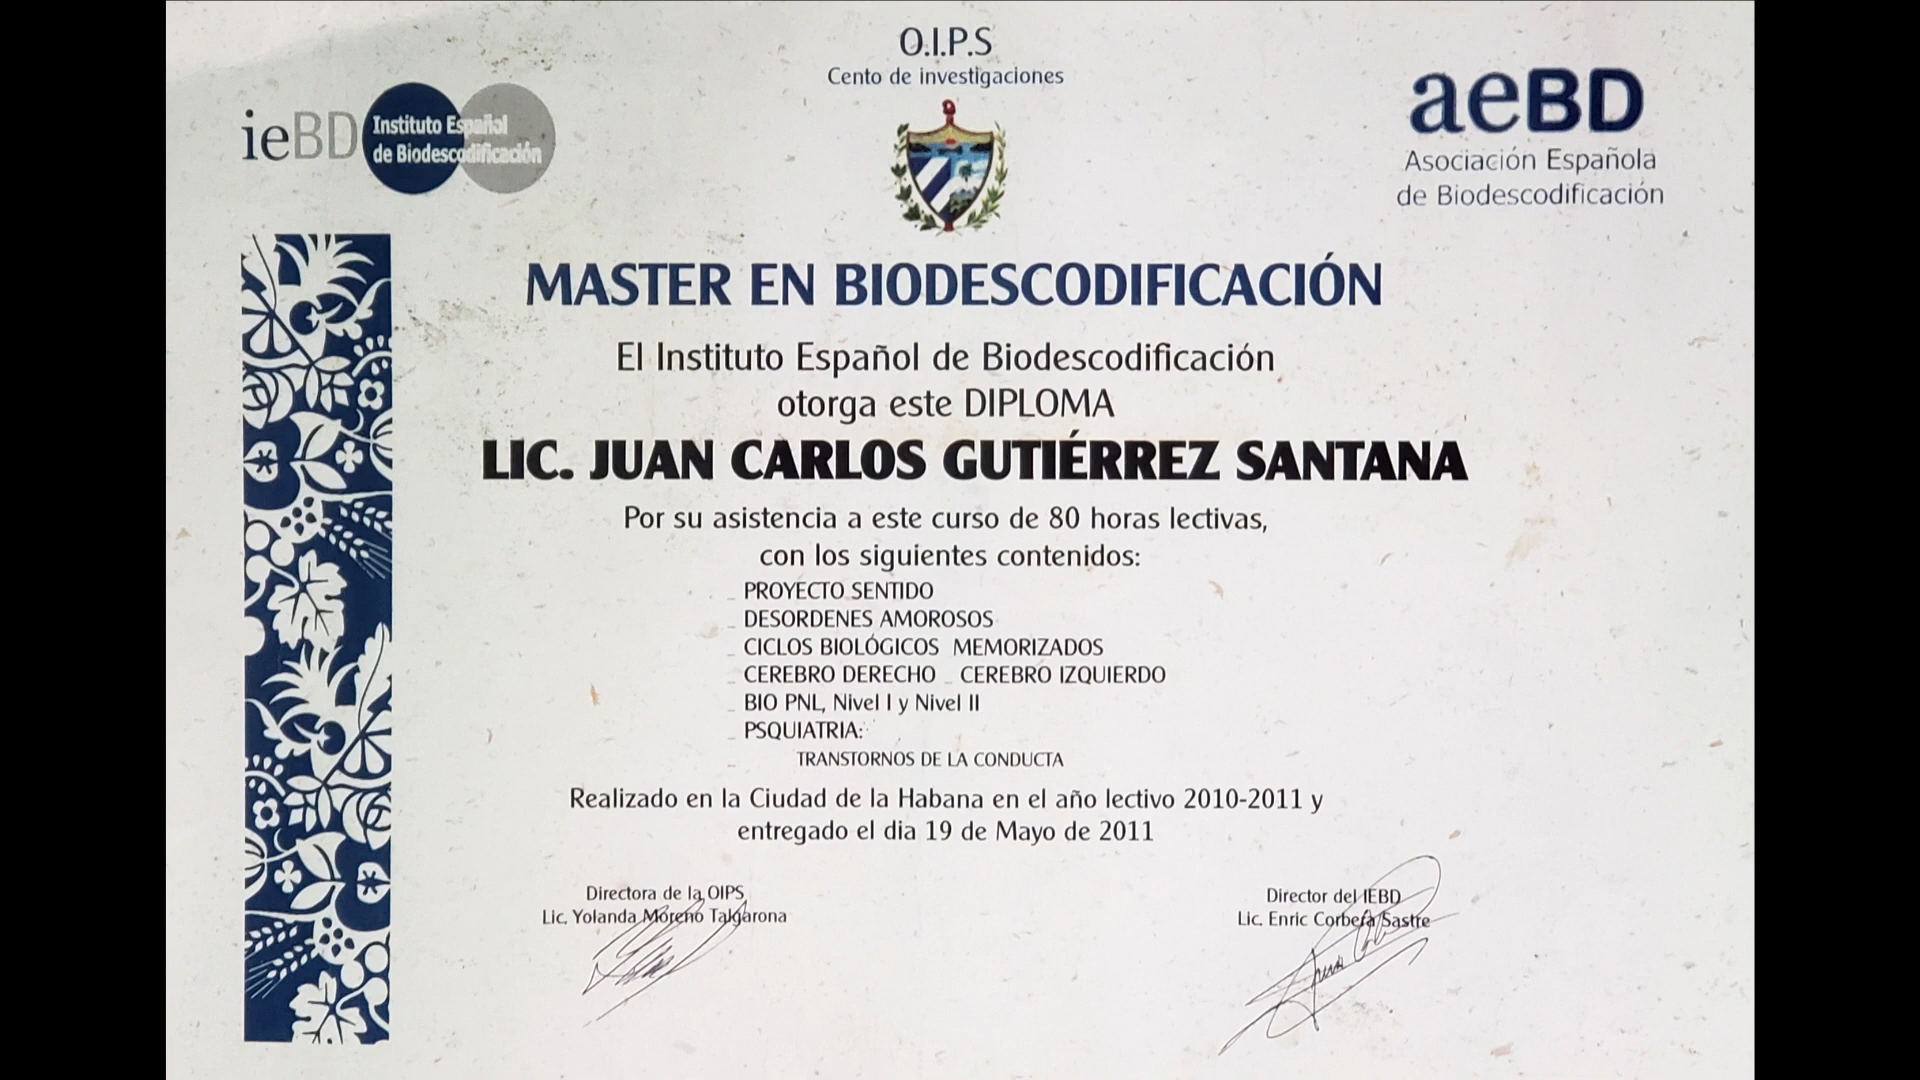 O.I.P.S
Cento de investigaciones
ieBD
Instituto Español
de Biodescodificación
aeBD
Asociación Española
de Biodescodificación
MASTER EN BIODESCODIFICACIÓN
El Instituto Español de Biodescodificación
otorga este DIPLOMA
LIC. JUAN CARLOS GUTIÉRREZ SANTANA
Por su asistencia a este curso de 80 horas lectivas,
con los siguientes contenidos:
_ PROYECTO SENTIDO
_ DESORDENES AMOROSOS
_ CICLOS BIOLÓGICOS MEMORIZADOS
_ CEREBRO DERECHO _ CEREBRO IZQUIERDO
_ BIO PNL, Nivel I y Nivel II
_ PSQUIATRIA:
_ TRANSTORNOS DE LA CONDUCTA
Realizado en la Ciudad de la Habana en el año lectivo 2010-2011 y
entregado el dia 19 de Mayo de 2011
Directora de la OIPS
Lic. Yolanda Moreno Talgarona
Director del IEBD
Lic. Enric Corbera Sastre